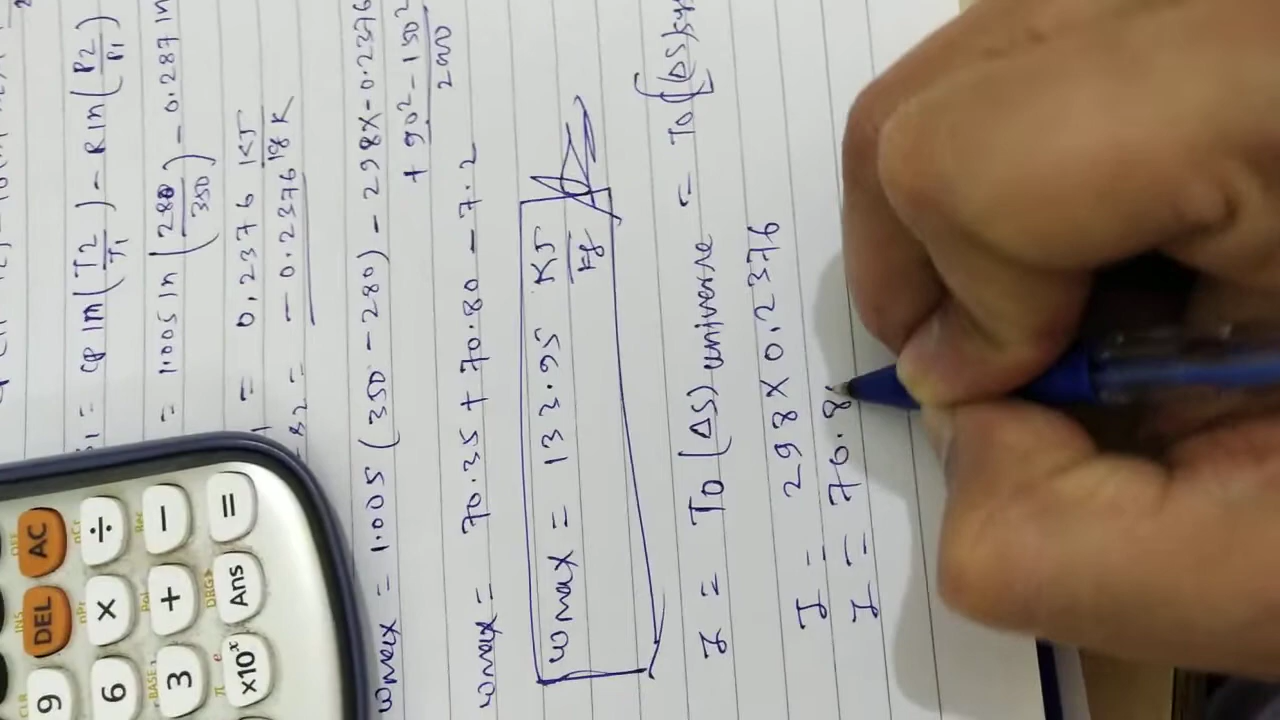 = cp ln(T2/T1) - R ln(P2/P1)
= 1.005 ln(280/350) - 0.287 ln
= 0.2376 KJ/kg K
= - 0.2376
wmax = 1.005 (350 - 280) - 298 X - 0.2376
+ 90² - 150²/2000
wmax = 70.35 + 70.80 - 7.2
wmax = 133.95 KJ/kg
I = To (ΔS) universe = To [(ΔS)sys
I = 298 X 0.2376
I = 70.8
AC
÷
−
=
DEL
×
+
Ans
9
6
3
×10ˣ